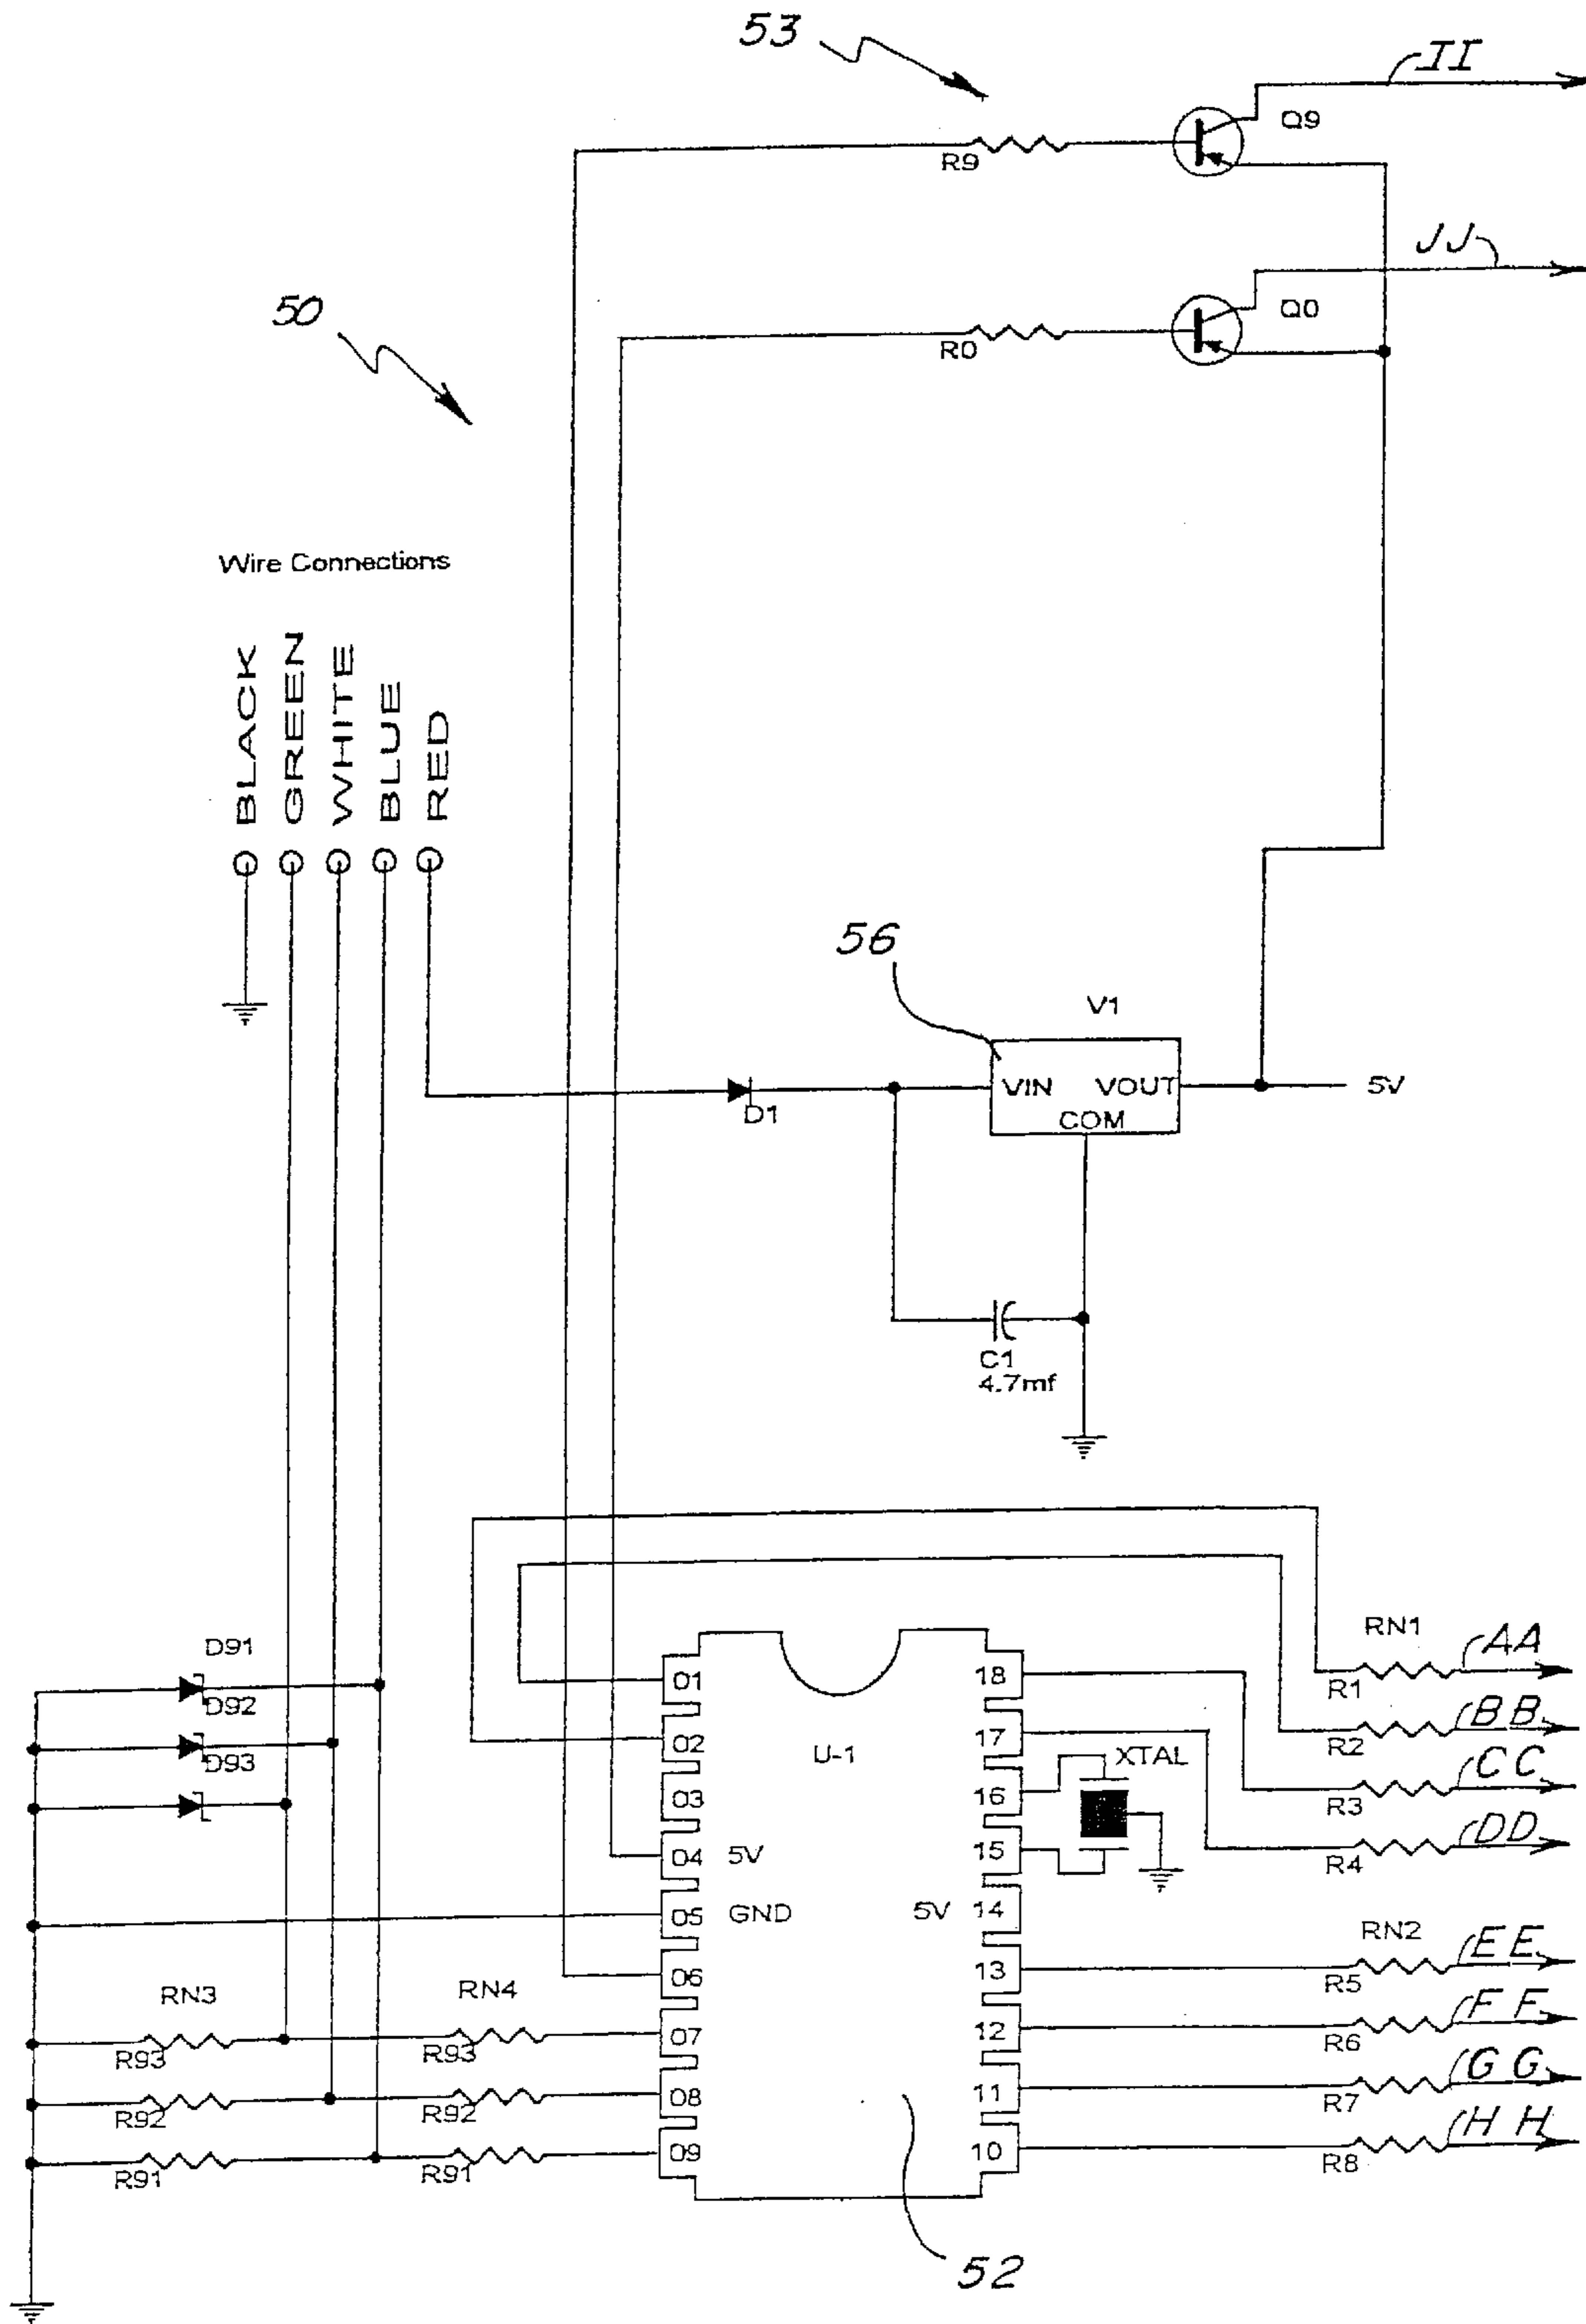 53
II
Q9
R9
JJ
50
Q0
R0
Wire Connections
BLACK
GREEN
WHITE
BLUE
RED
56
V1
VIN VOUT
COM
5V
D1
C1
4.7mf
RN1
AA
R1
BB
R2
CC
R3
DD
R4
D91
D92
D93
U-1
XTAL
01
02
03
04 5V
05 GND
06
07
08
09
18
17
16
15
5V 14
13
12
11
10
RN2
EE
R5
FF
R6
GG
R7
HH
R8
RN3
RN4
R93
R93
R92
R92
R91
R91
52